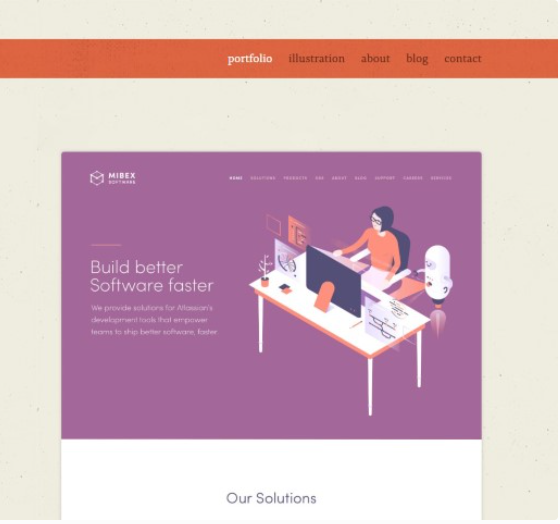 portfolio illustration about blog contact
MIBEX
SOFTWARE
HOME SOLUTIONS PRODUCTS ABOUT BLOG SUPPORT CAREERS SERVICES
Build better
Software faster
We provide solutions for Atlassian's
development tools that empower
teams to ship better software, faster.
Our Solutions